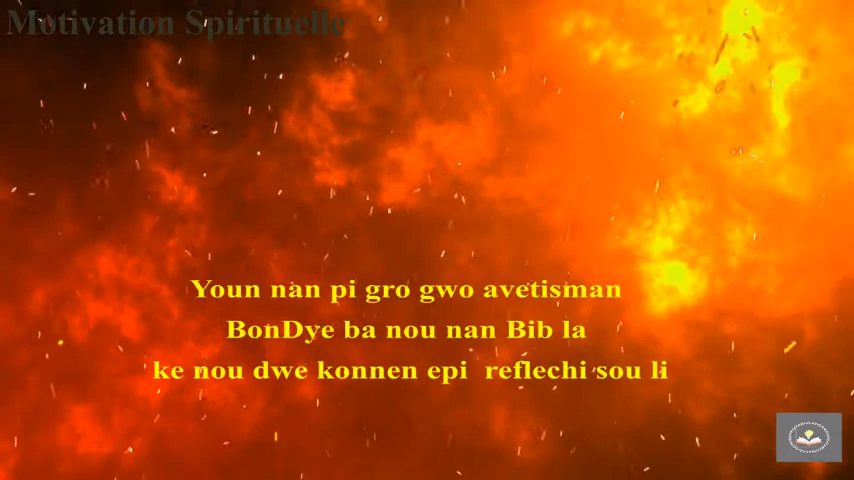 Motivation Spirituelle
Youn nan pi gro gwo avetisman
BonDye ba nou nan Bib la
ke nou dwe konnen epi reflechi sou li